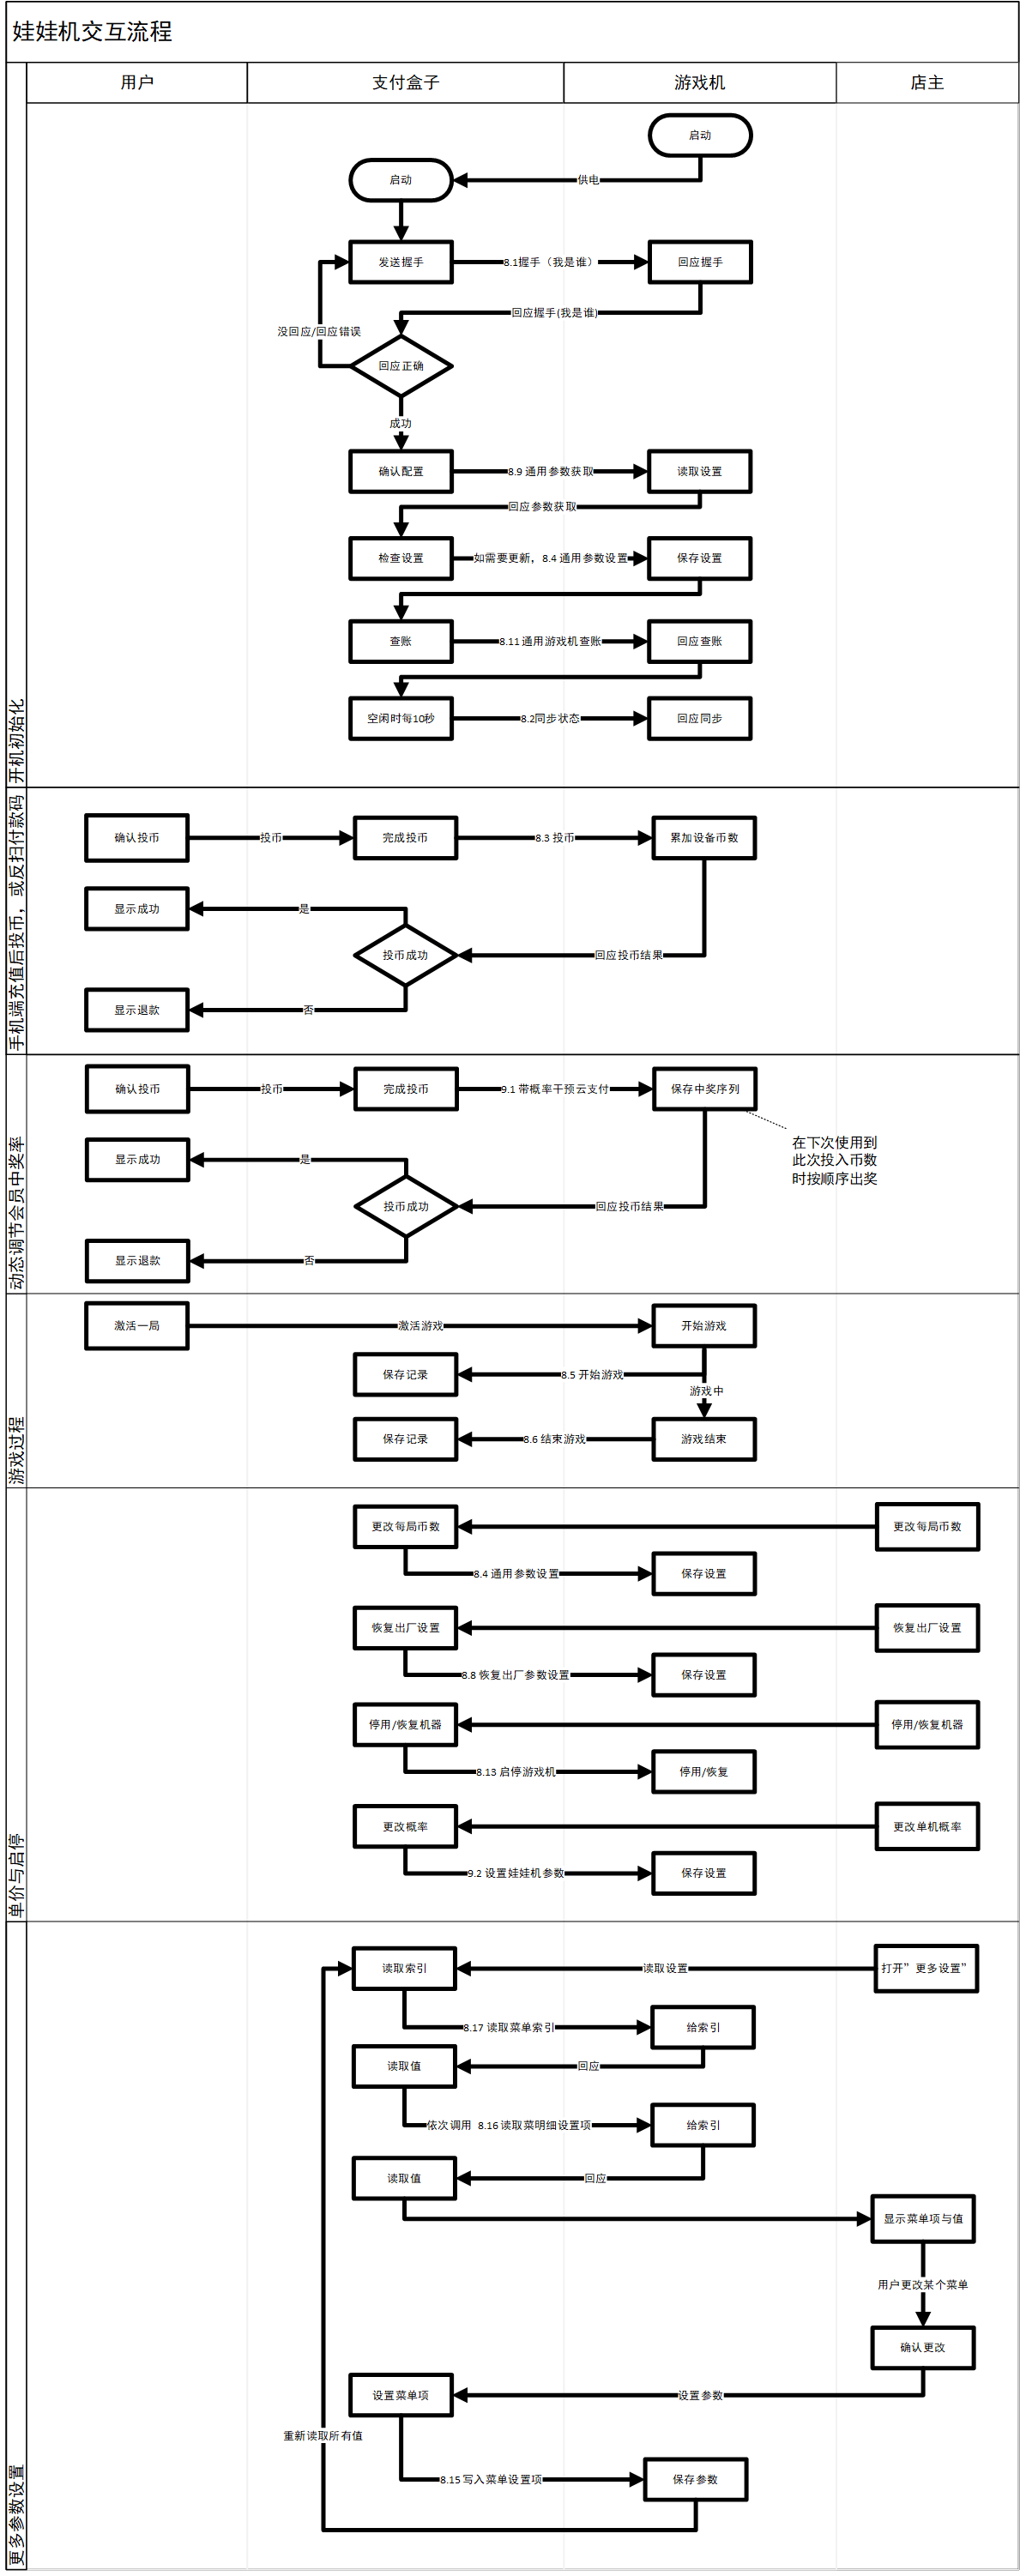 娃娃机交互流程
用户
支付盒子
游戏机
店主
开机初始化
启动
启动
供电
发送握手
8.1握手（我是谁）
回应握手
回应握手(我是谁)
没回应/回应错误
回应正确
成功
确认配置
8.9 通用参数获取
读取设置
回应参数获取
检查设置
如需要更新，8.4 通用参数设置
保存设置
查账
8.11 通用游戏机查账
回应查账
空闲时每10秒
8.2同步状态
回应同步
手机端充值后投币，或反扫付款码
确认投币
投币
完成投币
8.3 投币
累加设备币数
显示成功
是
投币成功
回应投币结果
显示退款
否
动态调节会员中奖率
确认投币
投币
完成投币
9.1 带概率干预云支付
保存中奖序列
在下次使用到
此次投入币数
时按顺序出奖
显示成功
是
投币成功
回应投币结果
显示退款
否
游戏过程
激活一局
激活游戏
开始游戏
保存记录
8.5 开始游戏
游戏中
保存记录
8.6 结束游戏
游戏结束
单价与启停
更改每局币数
更改每局币数
8.4 通用参数设置
保存设置
恢复出厂设置
恢复出厂设置
8.8 恢复出厂参数设置
保存设置
停用/恢复机器
停用/恢复机器
8.13 启停游戏机
停用/恢复
更改概率
更改单机概率
9.2 设置娃娃机参数
保存设置
更多参数设置
读取索引
读取设置
打开”更多设置”
8.17 读取菜单索引
给索引
读取值
回应
依次调用 8.16 读取菜明细设置项
给索引
读取值
回应
显示菜单项与值
用户更改某个菜单
确认更改
设置菜单项
设置参数
重新读取所有值
8.15 写入菜单设置项
保存参数